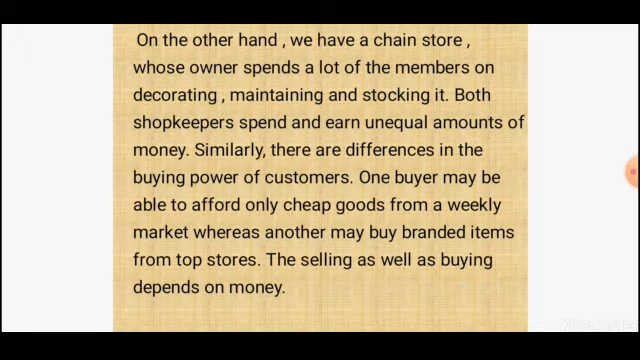 On the other hand , we have a chain store ,
whose owner spends a lot of the members on
decorating , maintaining and stocking it. Both
shopkeepers spend and earn unequal amounts of
money. Similarly, there are differences in the
buying power of customers. One buyer may be
able to afford only cheap goods from a weekly
market whereas another may buy branded items
from top stores. The selling as well as buying
depends on money.